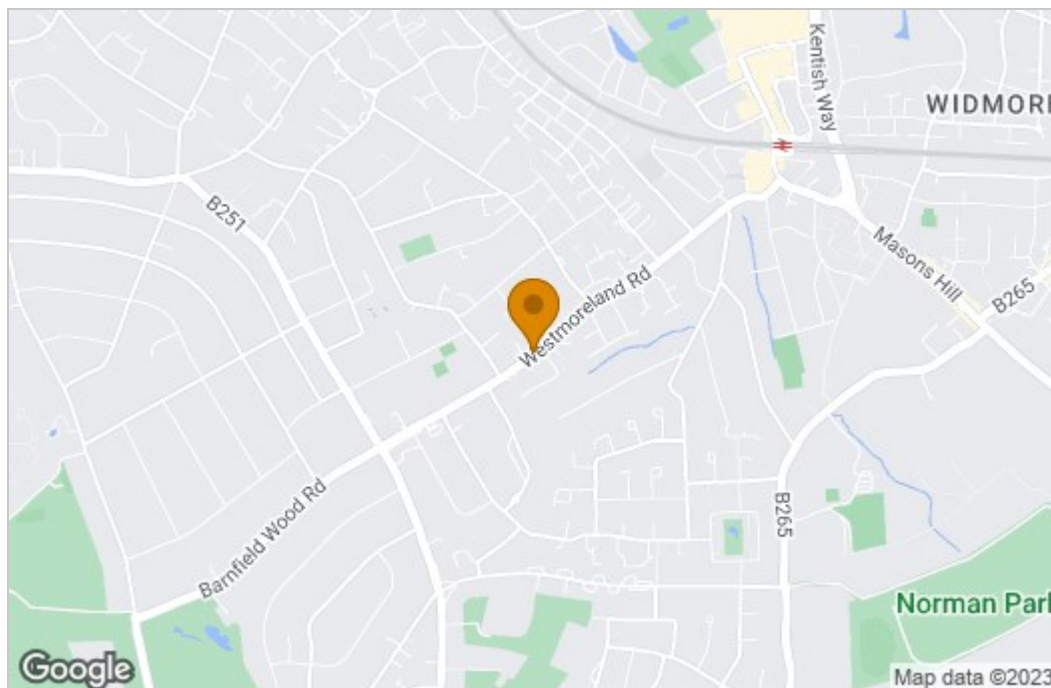 Kentish Way
WIDMORE
B251
Masons Hill
B265
Westmoreland Rd
Barnfield Wood Rd
B265
Norman Park
Google
Map data ©2023